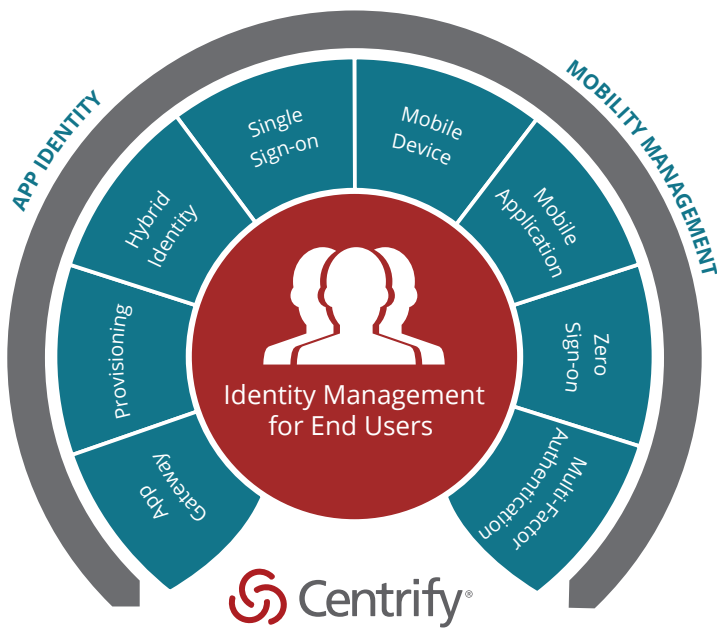 APP IDENTITY
MOBILITY MANAGEMENT
Single
Sign-on
Mobile
Device
Hybrid
Identity
Mobile
Application
Provisioning
Zero
Sign-on
App
Gateway
Multi-Factor
Authentication
Identity Management
for End Users
Centrify®